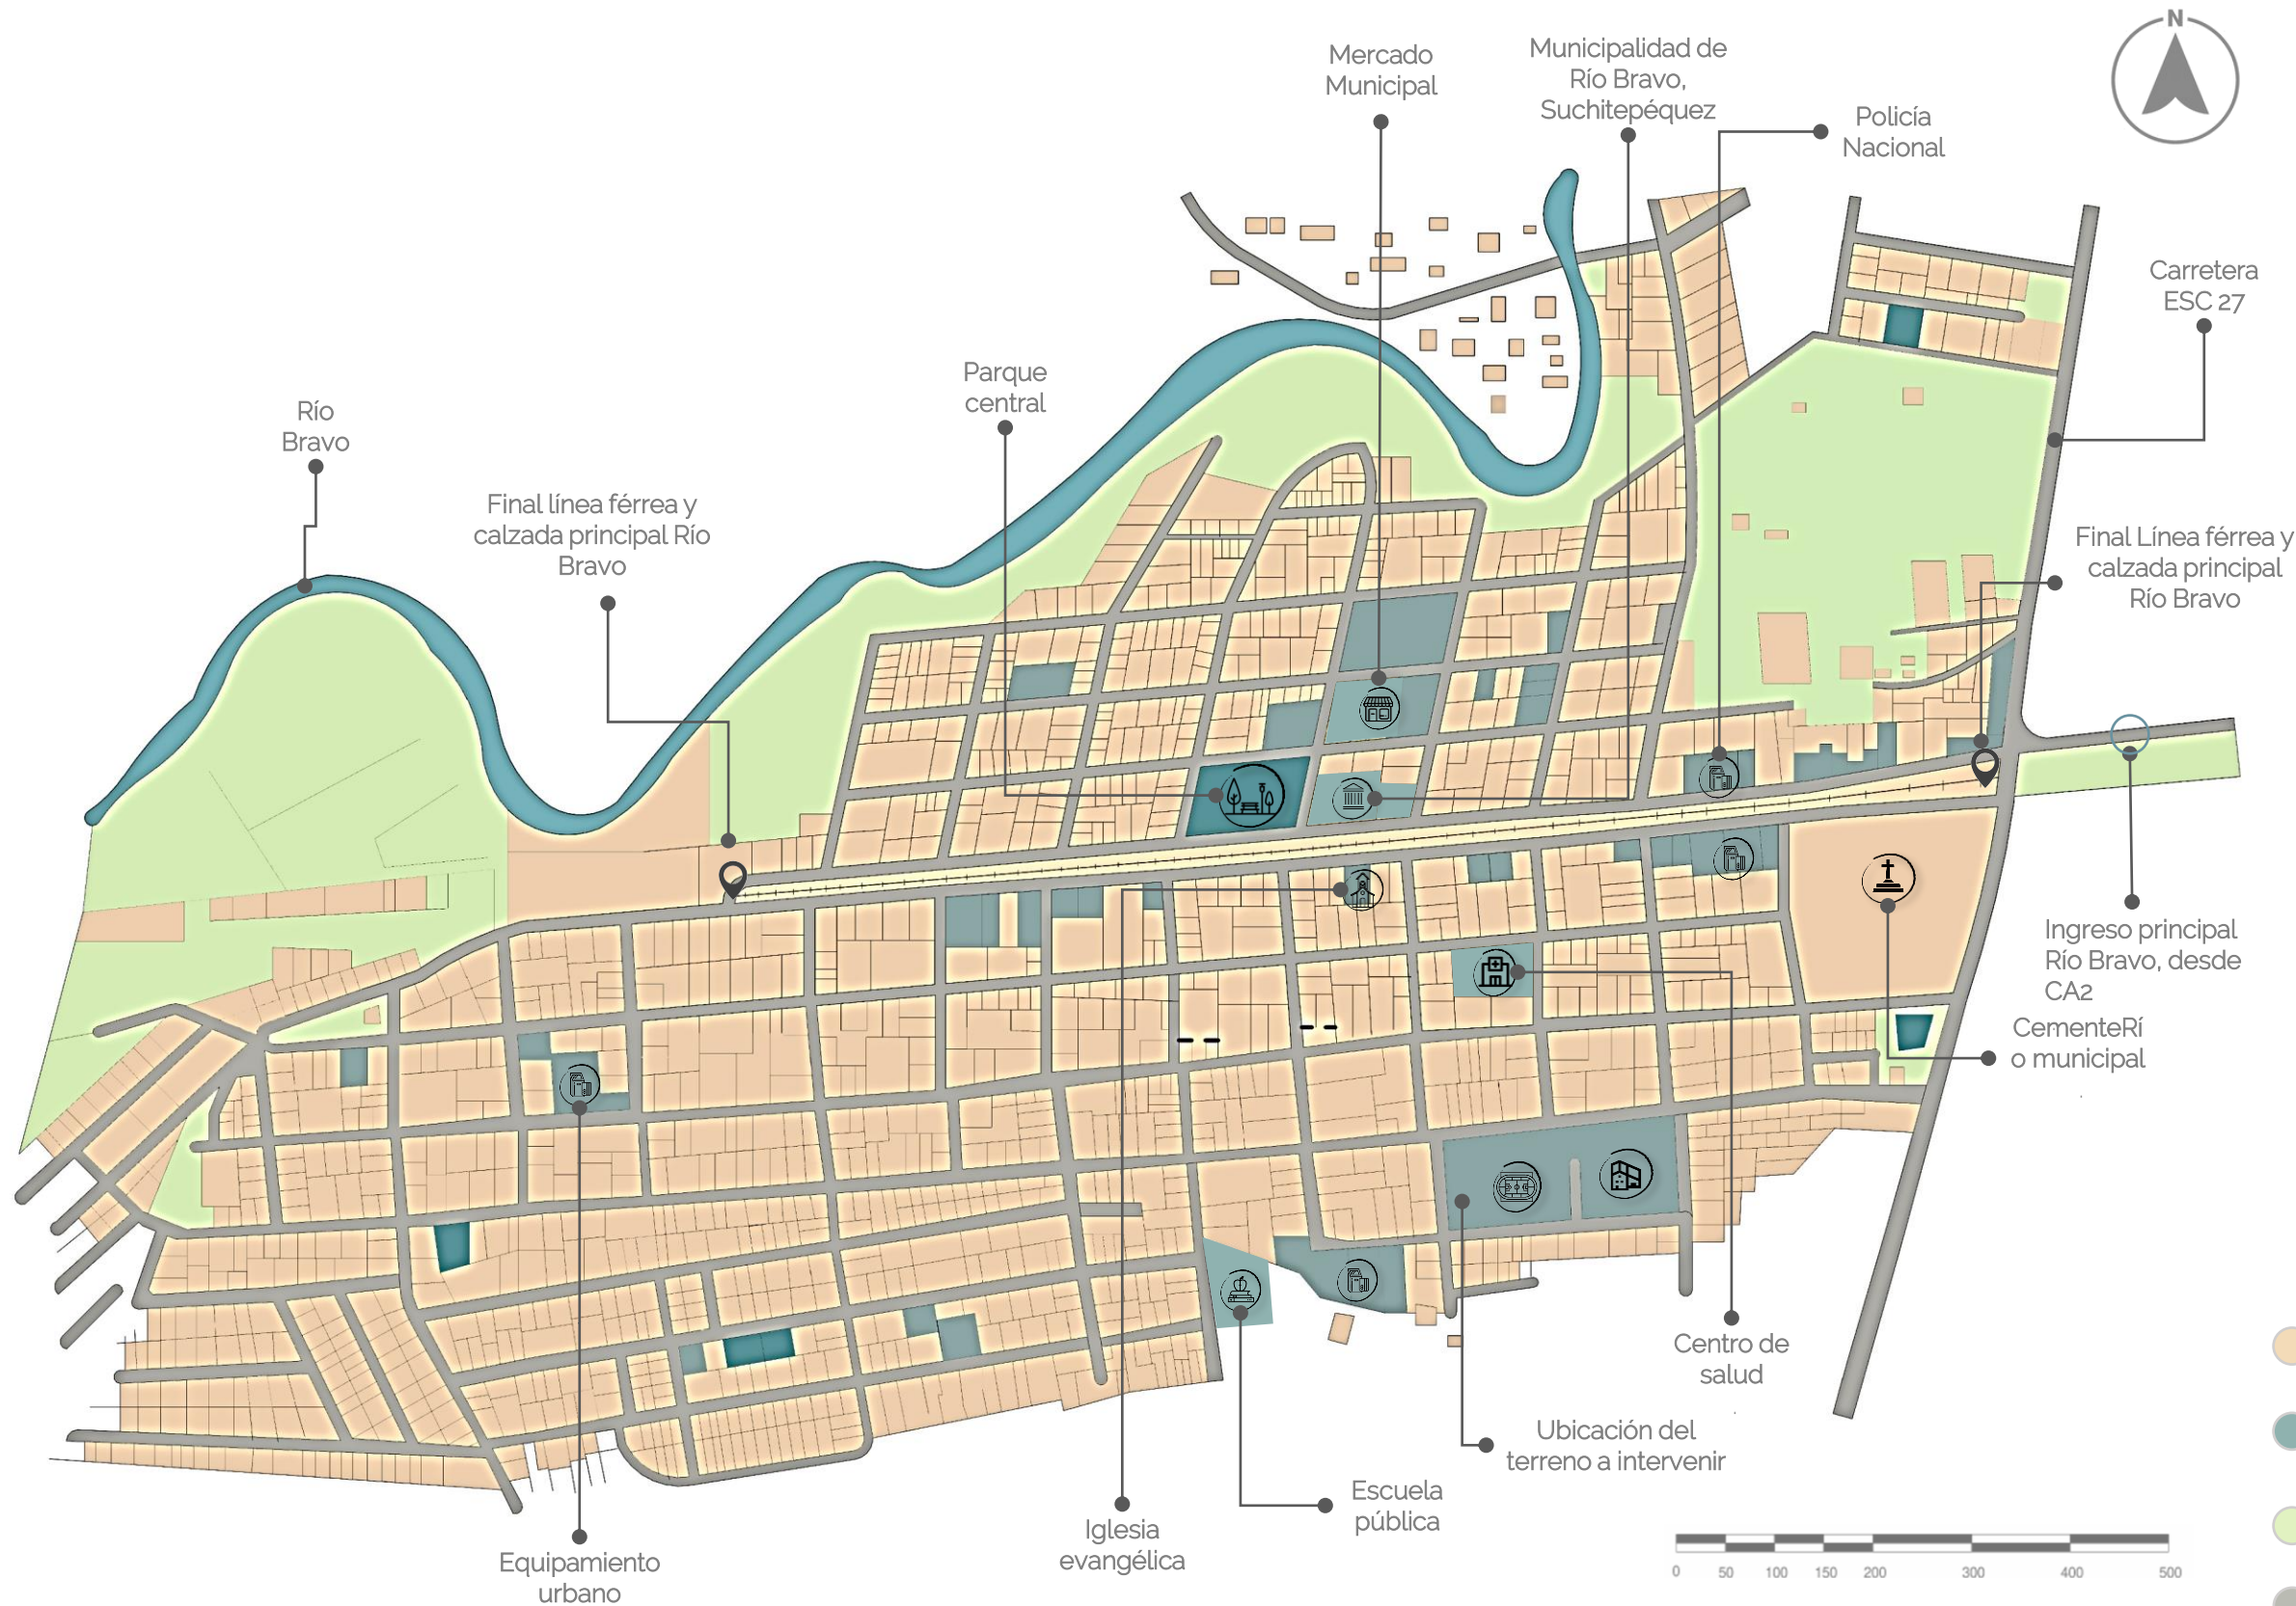 N
Mercado
Municipal
Municipalidad de
Río Bravo,
Suchitepéquez
Policía
Nacional
Carretera
ESC 27
Parque
central
Río
Bravo
Final línea férrea y
calzada principal Río
Bravo
Final Línea férrea y
calzada principal
Río Bravo
Ingreso principal
Río Bravo, desde
CA2
CementeRí
o municipal
Centro de
salud
Ubicación del
terreno a intervenir
Escuela
pública
Iglesia
evangélica
Equipamiento
urbano
0 50 100 150 200 300 400 500